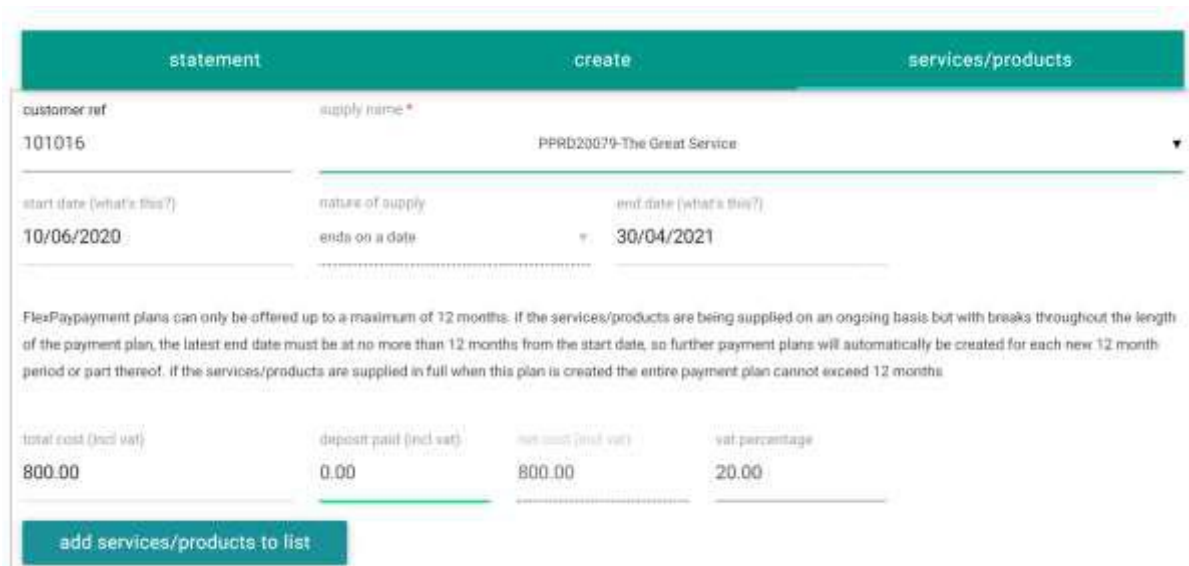 statement create services/products
customer ref supply name *
101016 PPRD20079-The Great Service
start date (what's this?) nature of supply end date (what's this?)
10/06/2020 ends on a date 30/04/2021
FlexPaypayment plans can only be offered up to a maximum of 12 months. if the services/products are being supplied on an ongoing basis but with breaks throughout the length
of the payment plan, the latest end date must be at no more than 12 months from the start date, so further payment plans will automatically be created for each new 12 month
period or part thereof. if the services/products are supplied in full when this plan is created the entire payment plan cannot exceed 12 months
total cost (incl vat) deposit paid (incl vat) net cost (incl vat) vat percentage
800.00 0.00 800.00 20.00
add services/products to list